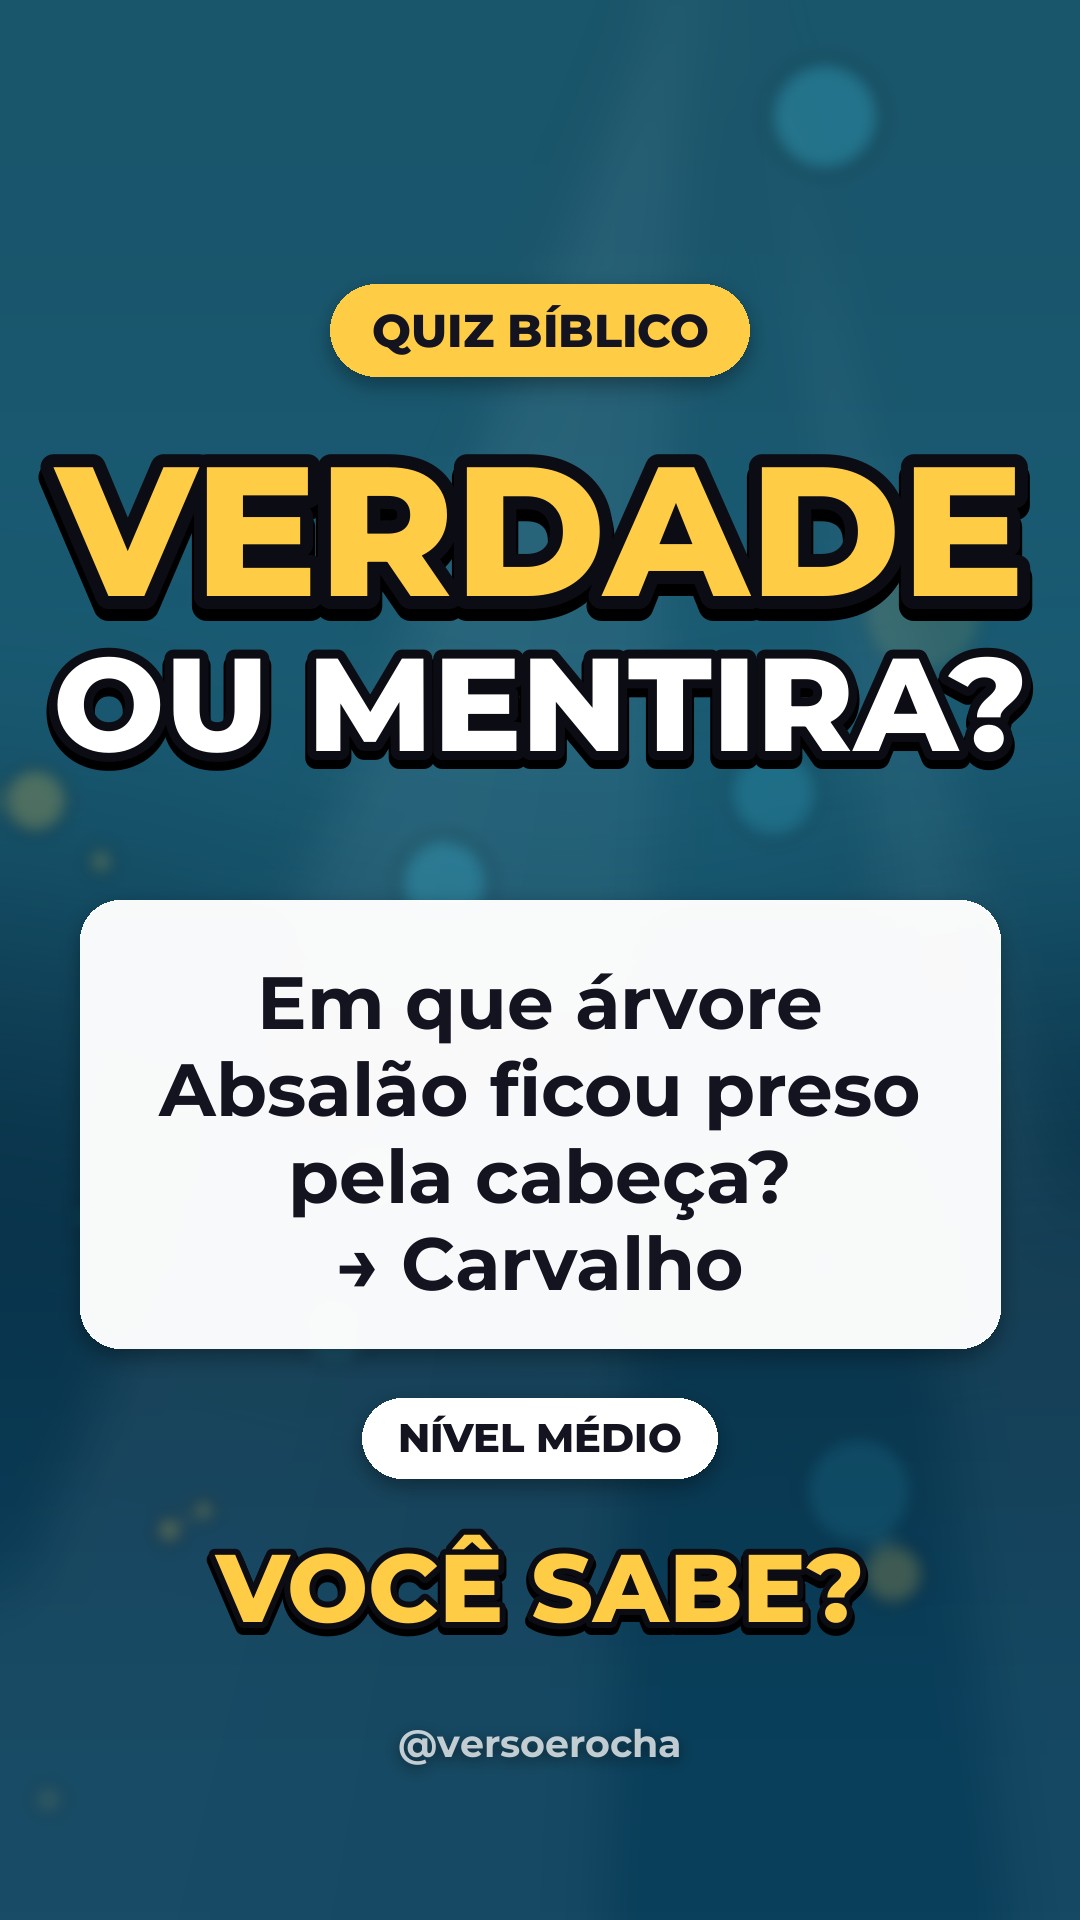 QUIZ BÍBLICO
VERDADE
OU MENTIRA?
Em que árvore
Absalão ficou preso
pela cabeça?
→ Carvalho
NÍVEL MÉDIO
VOCÊ SABE?
@versoerocha